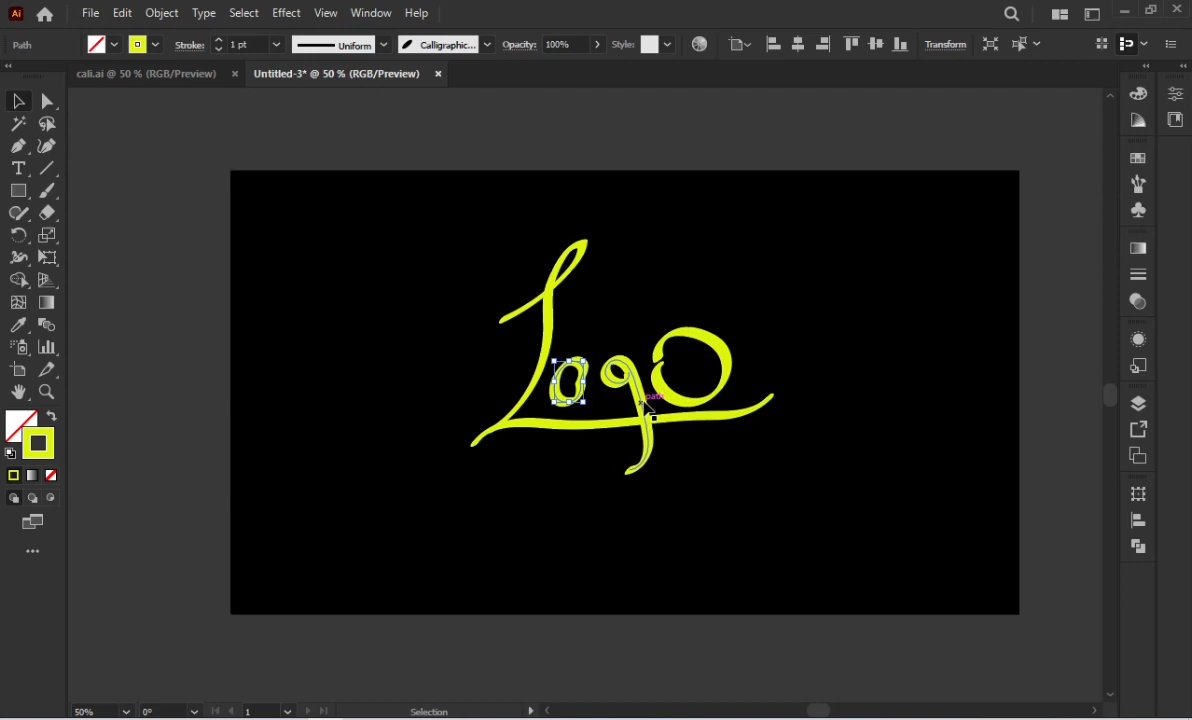 Ai File Edit Object Type Select Effect View Window Help
Path Stroke: 1 pt Uniform Calligraphic... Opacity: 100% Style: Transform
cali.ai @ 50 % (RGB/Preview) × Untitled-3* @ 50 % (RGB/Preview) ×
Logo
path
50% 0° 1 Selection